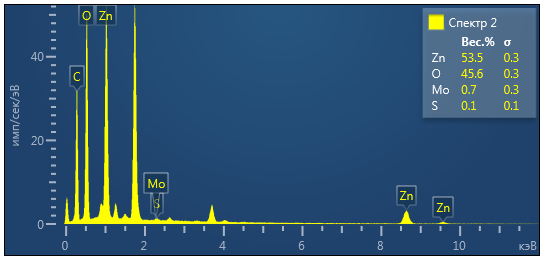 Спектр 2
Вес.% σ
Zn 53.5 0.3
O 45.6 0.3
Mo 0.7 0.3
S 0.1 0.1
O Zn
C
Mo
S
Zn
Zn
имп/сек/эВ
40
20
0
0 2 4 6 8 10 кэВ